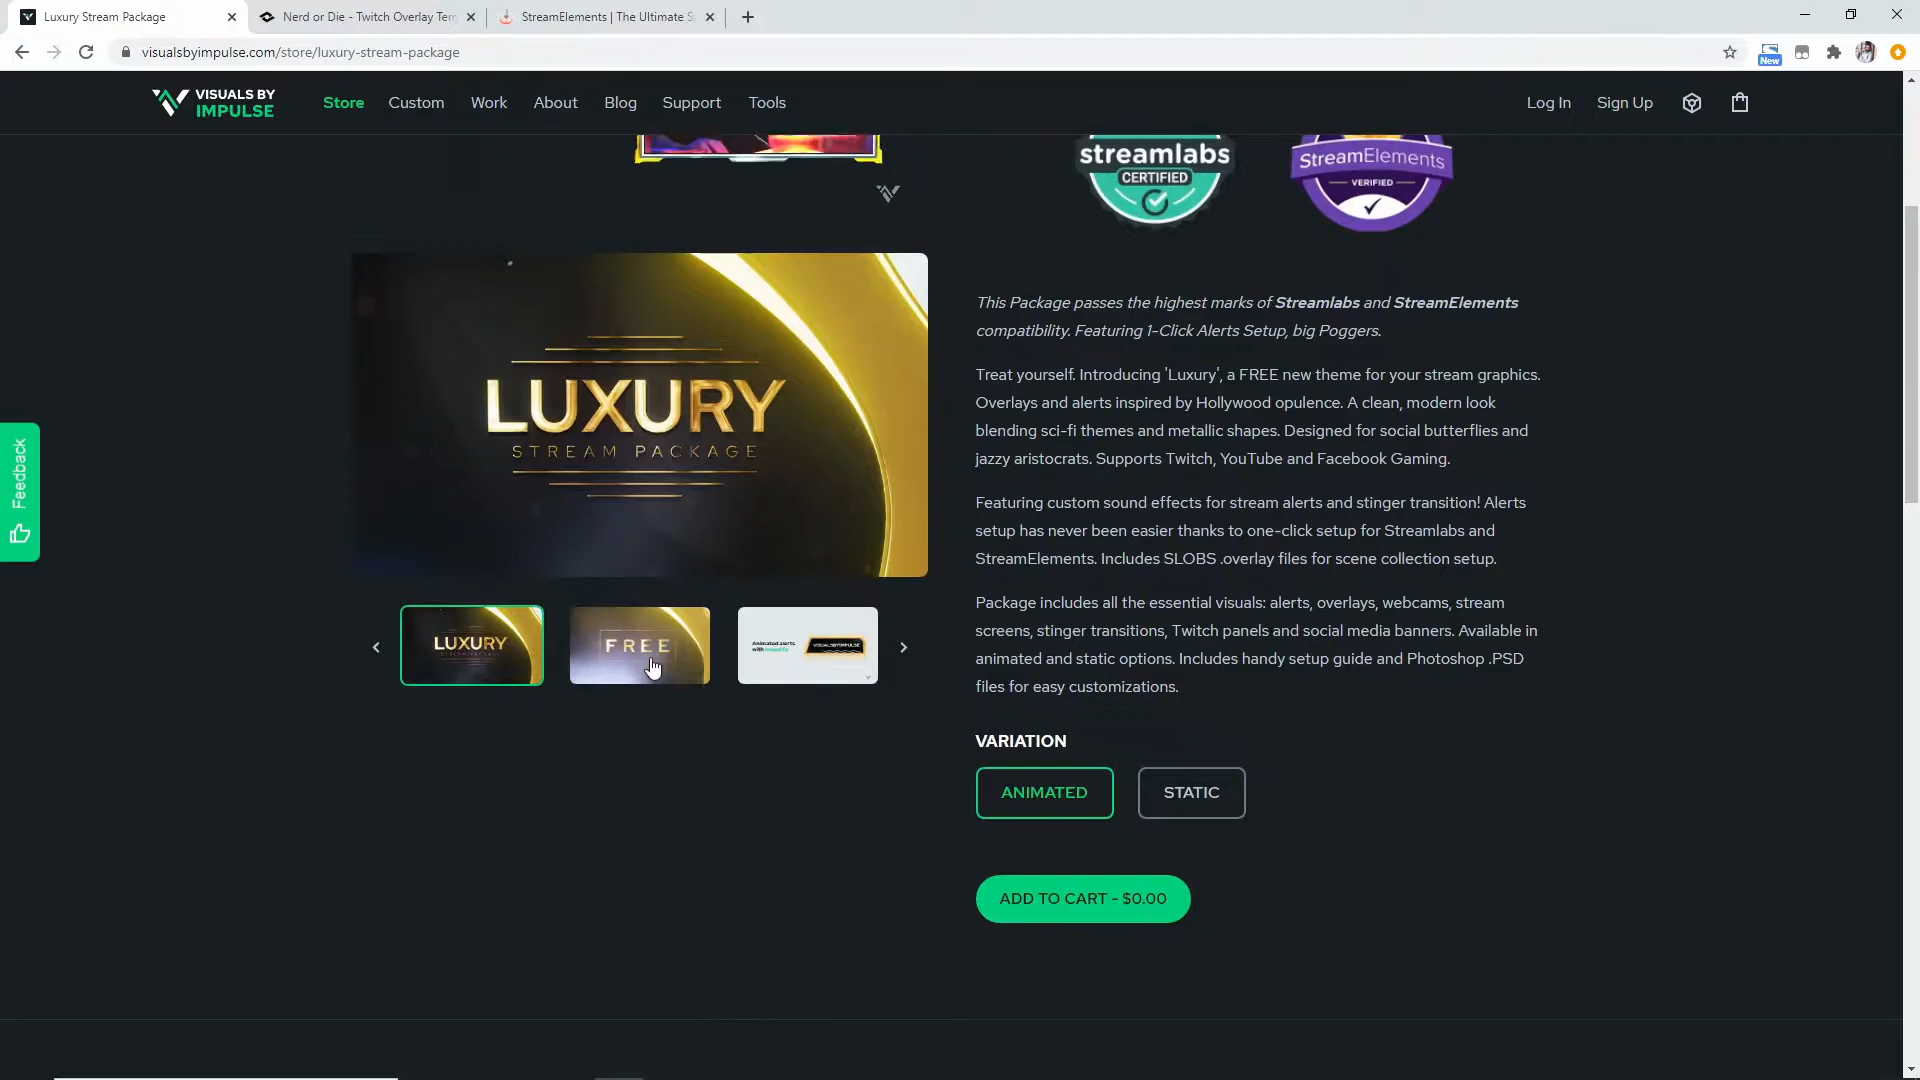 Luxury Stream Package
Nerd or Die - Twitch Overlay Tem
StreamElements | The Ultimate S
visualsbyimpulse.com/store/luxury-stream-package
New
VISUALS BY
IMPULSE
Store
Custom
Work
About
Blog
Support
Tools
Log In
Sign Up
streamlabs
CERTIFIED
StreamElements
VERIFIED
Feedback
LUXURY
STREAM PACKAGE
LUXURY
FREE
Animated alerts
with
VISUALSBYIMPULSE
This Package passes the highest marks of Streamlabs and StreamElements
compatibility. Featuring 1-Click Alerts Setup, big Poggers.
Treat yourself. Introducing 'Luxury', a FREE new theme for your stream graphics.
Overlays and alerts inspired by Hollywood opulence. A clean, modern look
blending sci-fi themes and metallic shapes. Designed for social butterflies and
jazzy aristocrats. Supports Twitch, YouTube and Facebook Gaming.
Featuring custom sound effects for stream alerts and stinger transition! Alerts
setup has never been easier thanks to one-click setup for Streamlabs and
StreamElements. Includes SLOBS .overlay files for scene collection setup.
Package includes all the essential visuals: alerts, overlays, webcams, stream
screens, stinger transitions, Twitch panels and social media banners. Available in
animated and static options. Includes handy setup guide and Photoshop .PSD
files for easy customizations.
VARIATION
ANIMATED
STATIC
ADD TO CART - $0.00